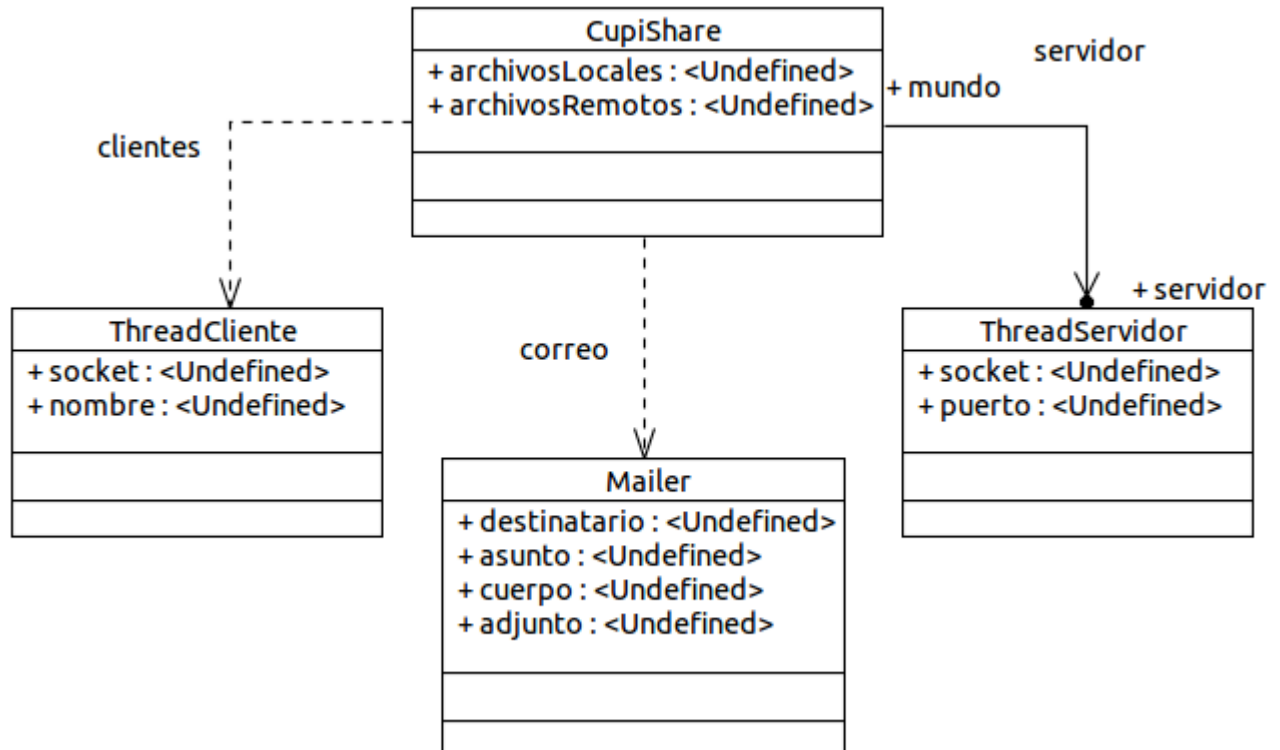 CupiShare
+ archivosLocales : <Undefined>
+ archivosRemotos : <Undefined>
servidor
+ mundo
clientes
correo
+ servidor
ThreadCliente
+ socket : <Undefined>
+ nombre : <Undefined>
ThreadServidor
+ socket : <Undefined>
+ puerto : <Undefined>
Mailer
+ destinatario : <Undefined>
+ asunto : <Undefined>
+ cuerpo : <Undefined>
+ adjunto : <Undefined>